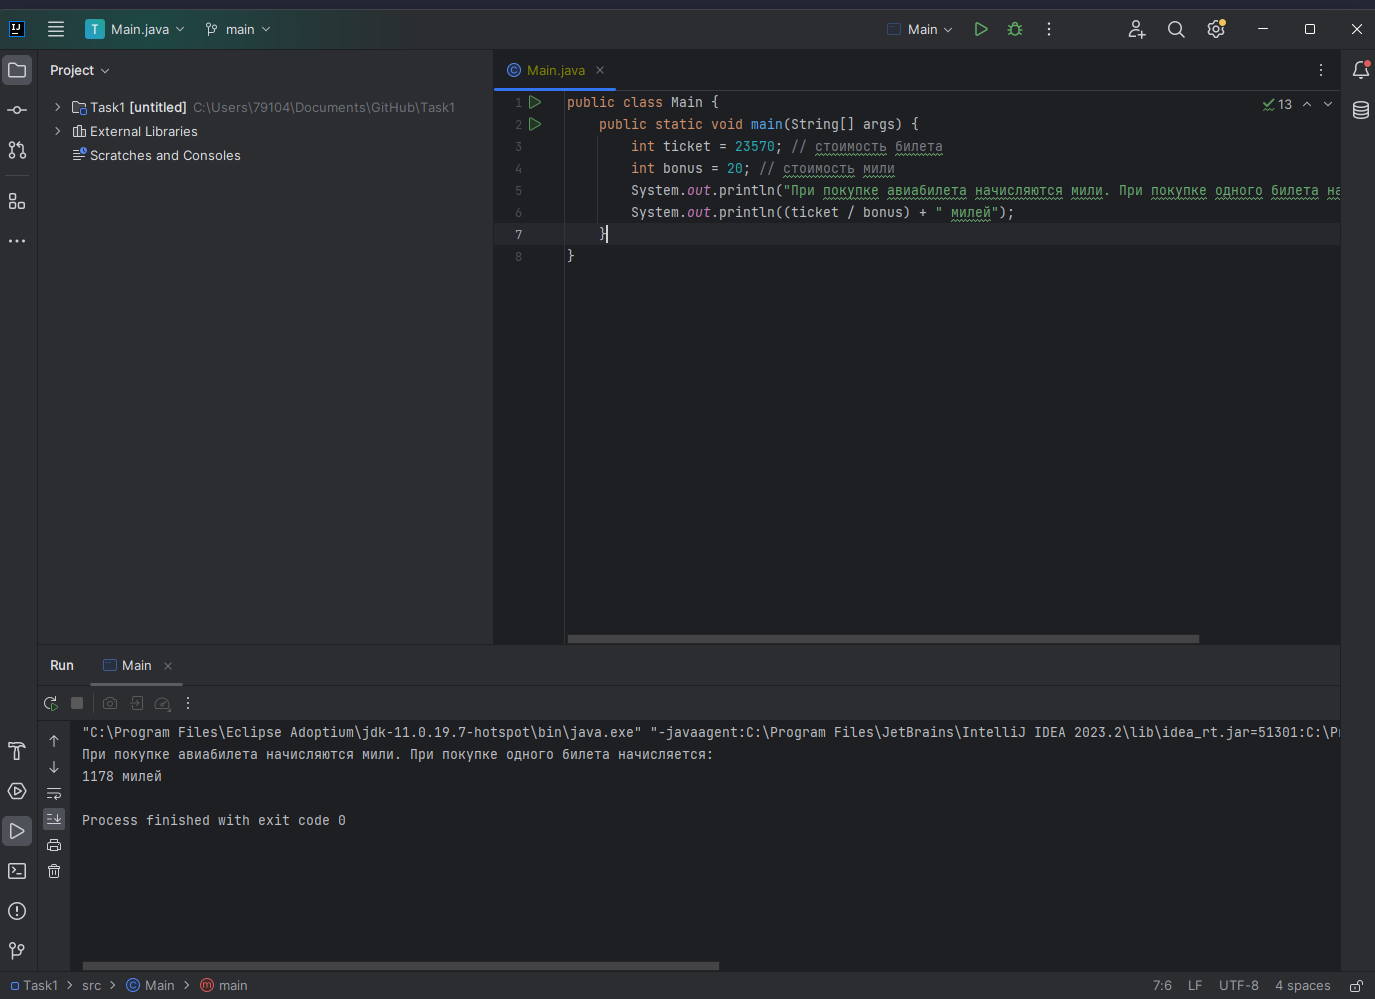 T Main.java main Main
Project
Main.java
Task1 [untitled] C:\Users\79104\Documents\GitHub\Task1
External Libraries
Scratches and Consoles
13
1 public class Main {
2 public static void main(String[] args) {
3 int ticket = 23570; // стоимость билета
4 int bonus = 20; // стоимость мили
5 System.out.println("При покупке авиабилета начисляются мили. При покупке одного билета на
6 System.out.println((ticket / bonus) + " милей");
7 }
8 }
Run Main
"C:\Program Files\Eclipse Adoptium\jdk-11.0.19.7-hotspot\bin\java.exe" "-javaagent:C:\Program Files\JetBrains\IntelliJ IDEA 2023.2\lib\idea_rt.jar=51301:C:\Pr
При покупке авиабилета начисляются мили. При покупке одного билета начисляется:
1178 милей
Process finished with exit code 0
Task1 > src > Main > main 7:6 LF UTF-8 4 spaces